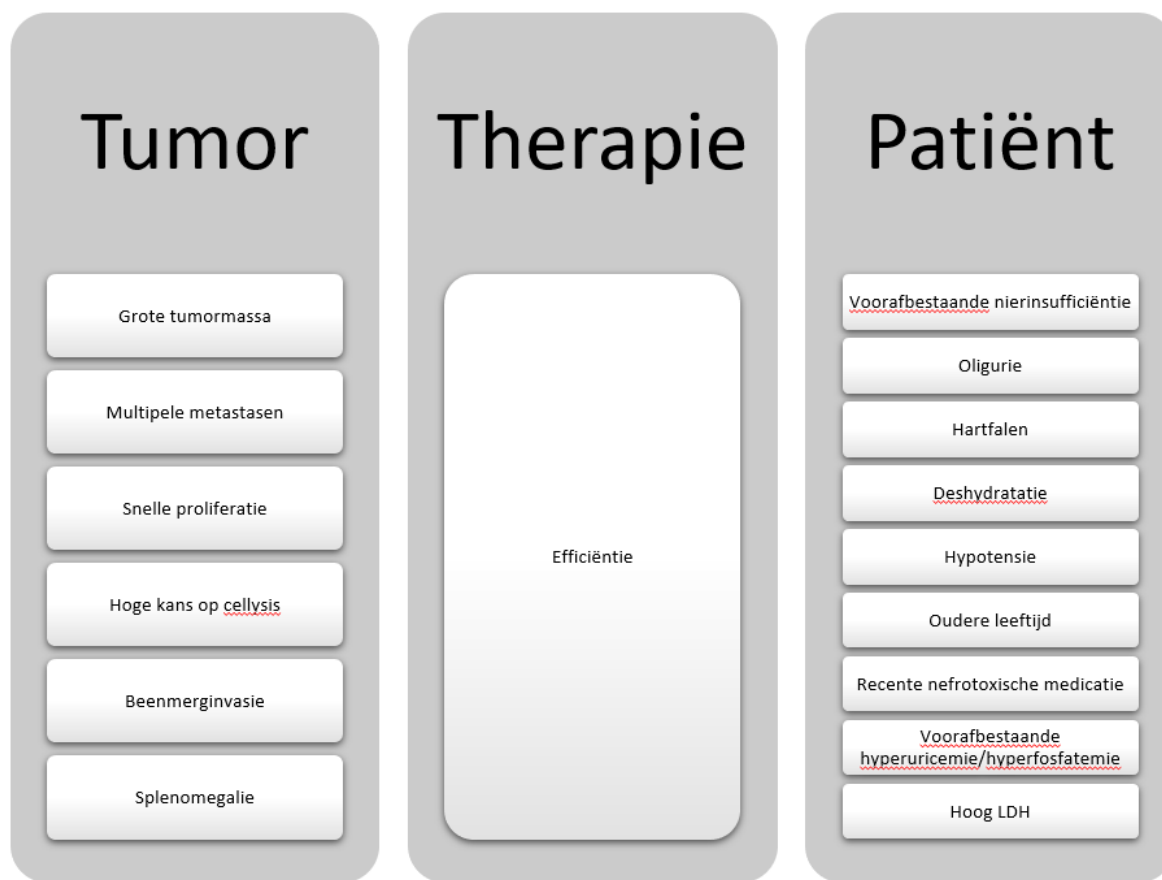 Tumor
Grote tumormassa
Multipele metastasen
Snelle proliferatie
Hoge kans op cellysis
Beenmerginvasie
Splenomegalie
Therapie
Efficiëntie
Patiënt
Voorafbestaande nierinsufficiëntie
Oligurie
Hartfalen
Deshydratatie
Hypotensie
Oudere leeftijd
Recente nefrotoxische medicatie
Voorafbestaande
hyperuricemie/hyperfosfatemie
Hoog LDH